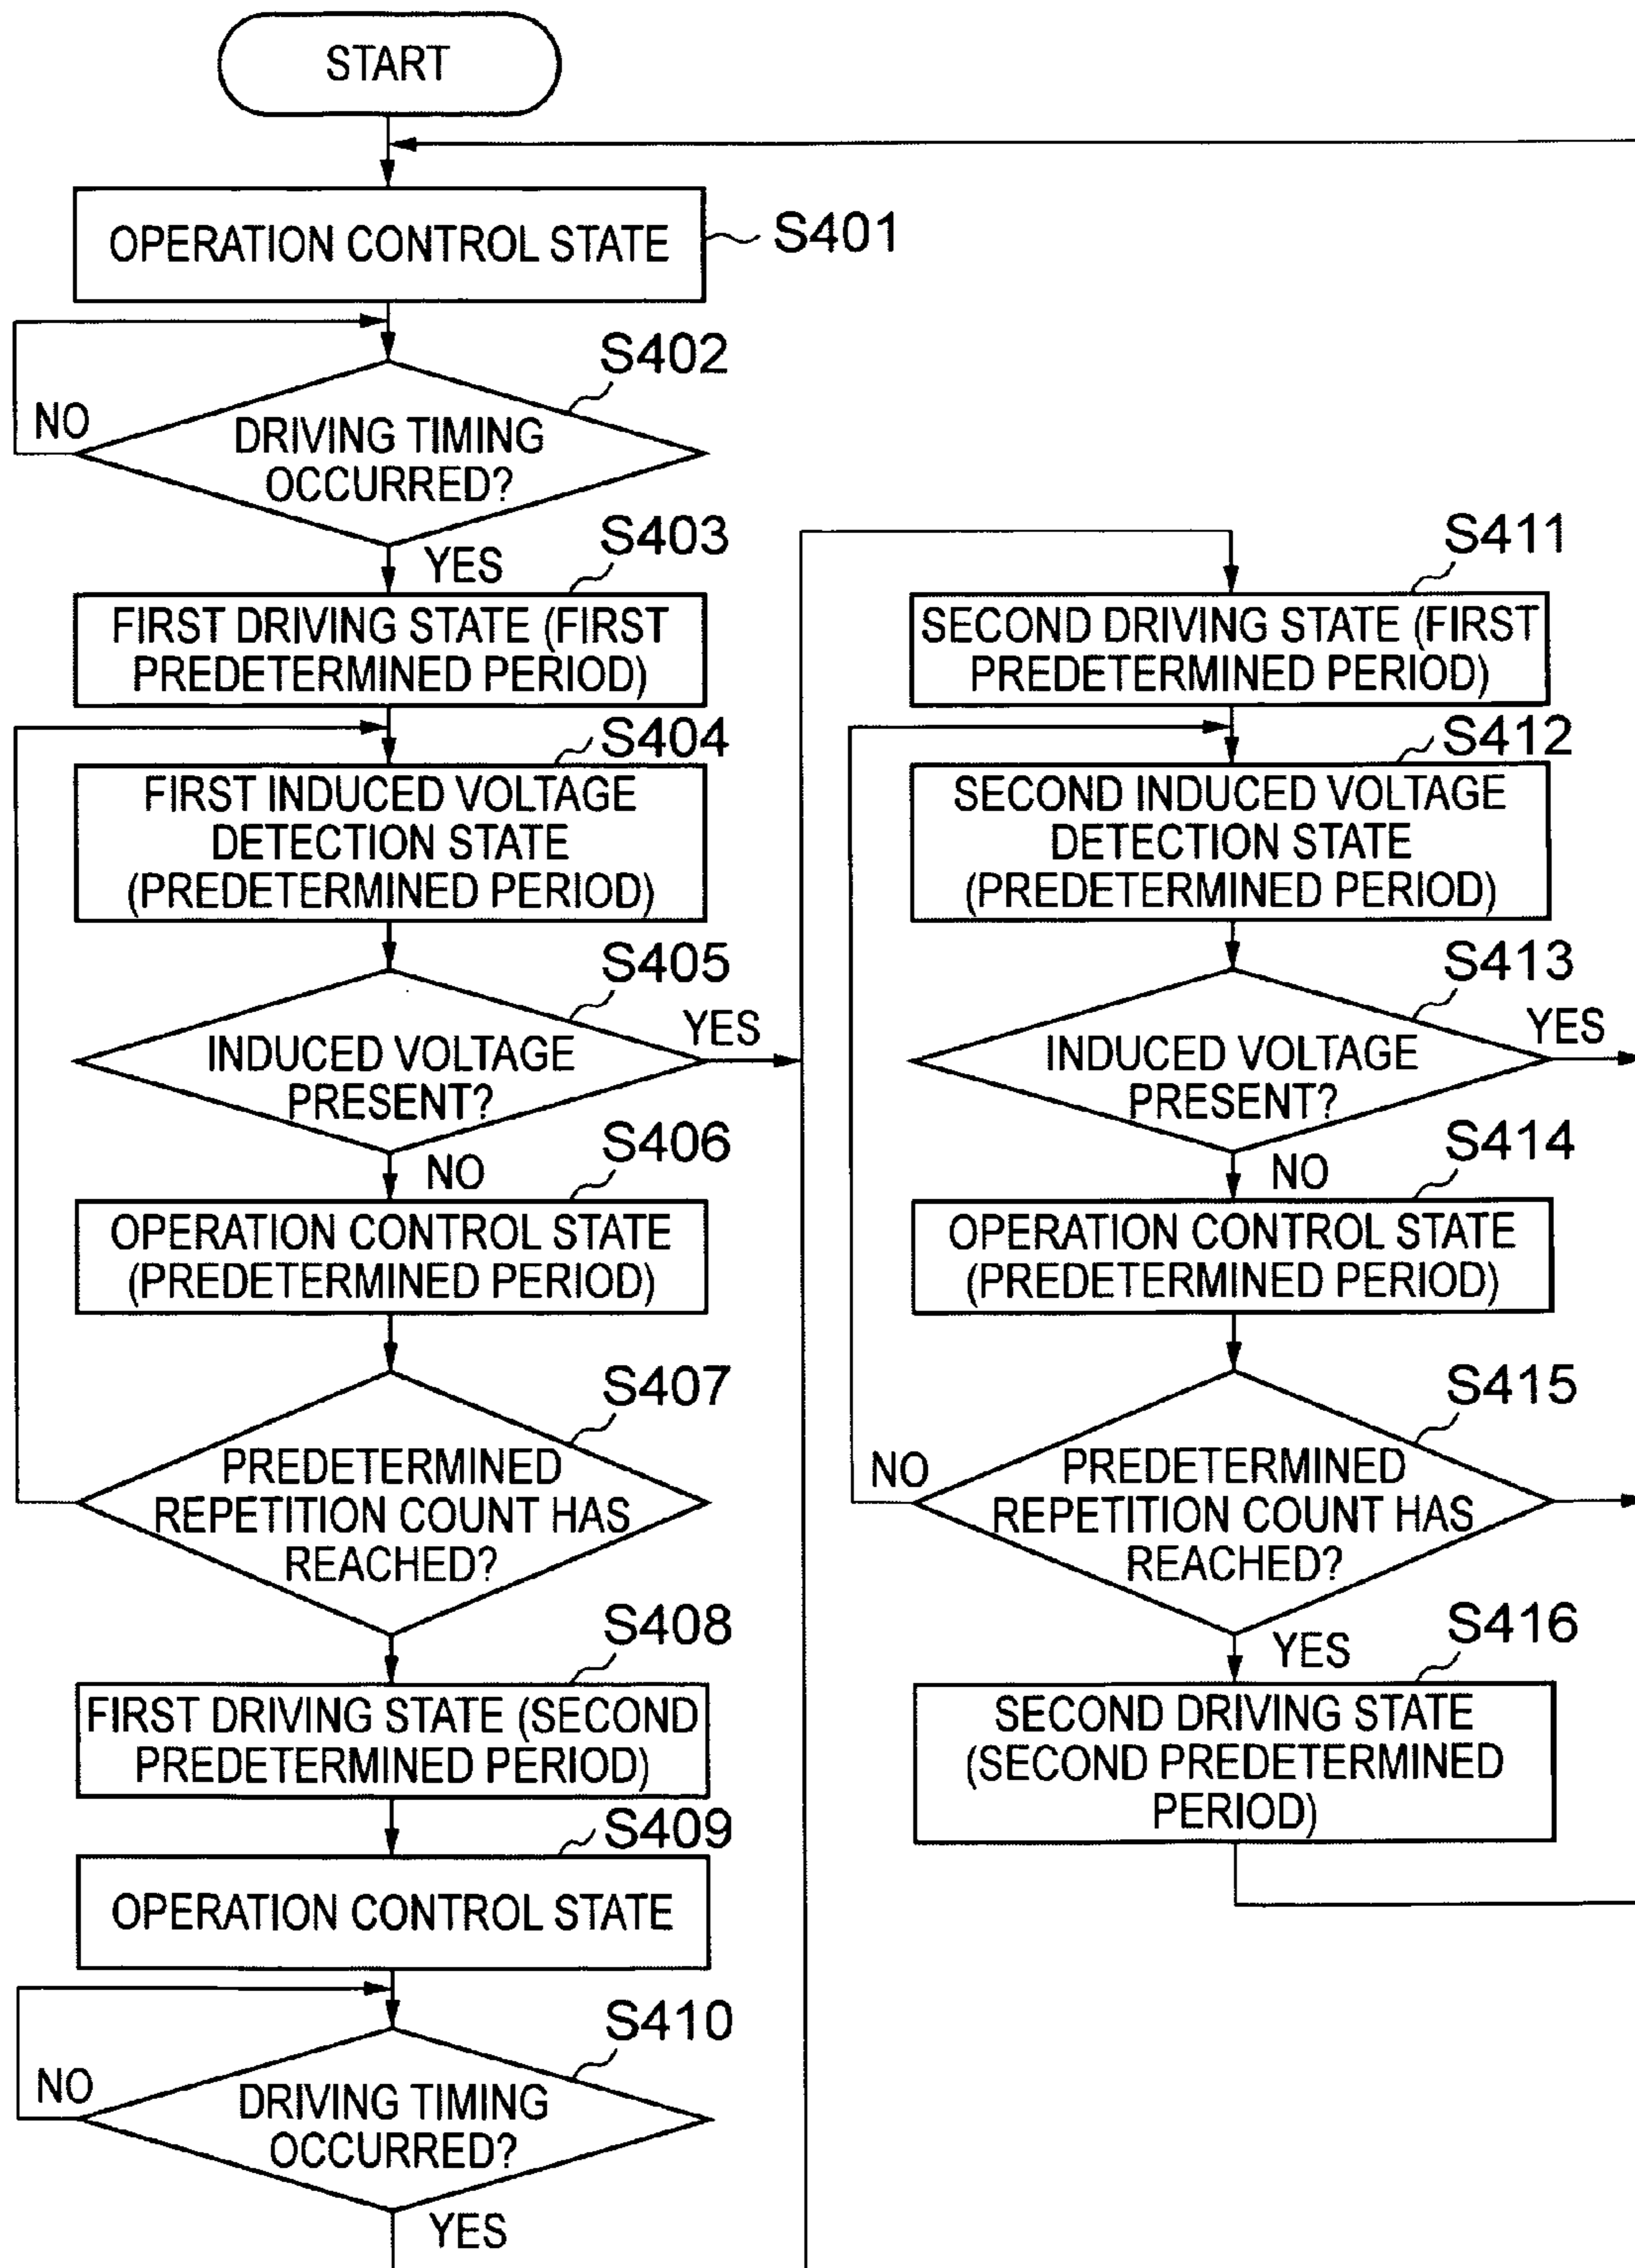 START
OPERATION CONTROL STATE
S401
S402
NO
DRIVING TIMING
OCCURRED?
YES
S403
FIRST DRIVING STATE (FIRST
PREDETERMINED PERIOD)
S404
FIRST INDUCED VOLTAGE
DETECTION STATE
(PREDETERMINED PERIOD)
S405
YES
INDUCED VOLTAGE
PRESENT?
NO
S406
OPERATION CONTROL STATE
(PREDETERMINED PERIOD)
S407
PREDETERMINED
REPETITION COUNT HAS
REACHED?
S408
FIRST DRIVING STATE (SECOND
PREDETERMINED PERIOD)
S409
OPERATION CONTROL STATE
S410
NO
DRIVING TIMING
OCCURRED?
YES
S411
SECOND DRIVING STATE (FIRST
PREDETERMINED PERIOD)
S412
SECOND INDUCED VOLTAGE
DETECTION STATE
(PREDETERMINED PERIOD)
S413
YES
INDUCED VOLTAGE
PRESENT?
NO
S414
OPERATION CONTROL STATE
(PREDETERMINED PERIOD)
S415
NO
PREDETERMINED
REPETITION COUNT HAS
REACHED?
YES
S416
SECOND DRIVING STATE
(SECOND PREDETERMINED
PERIOD)